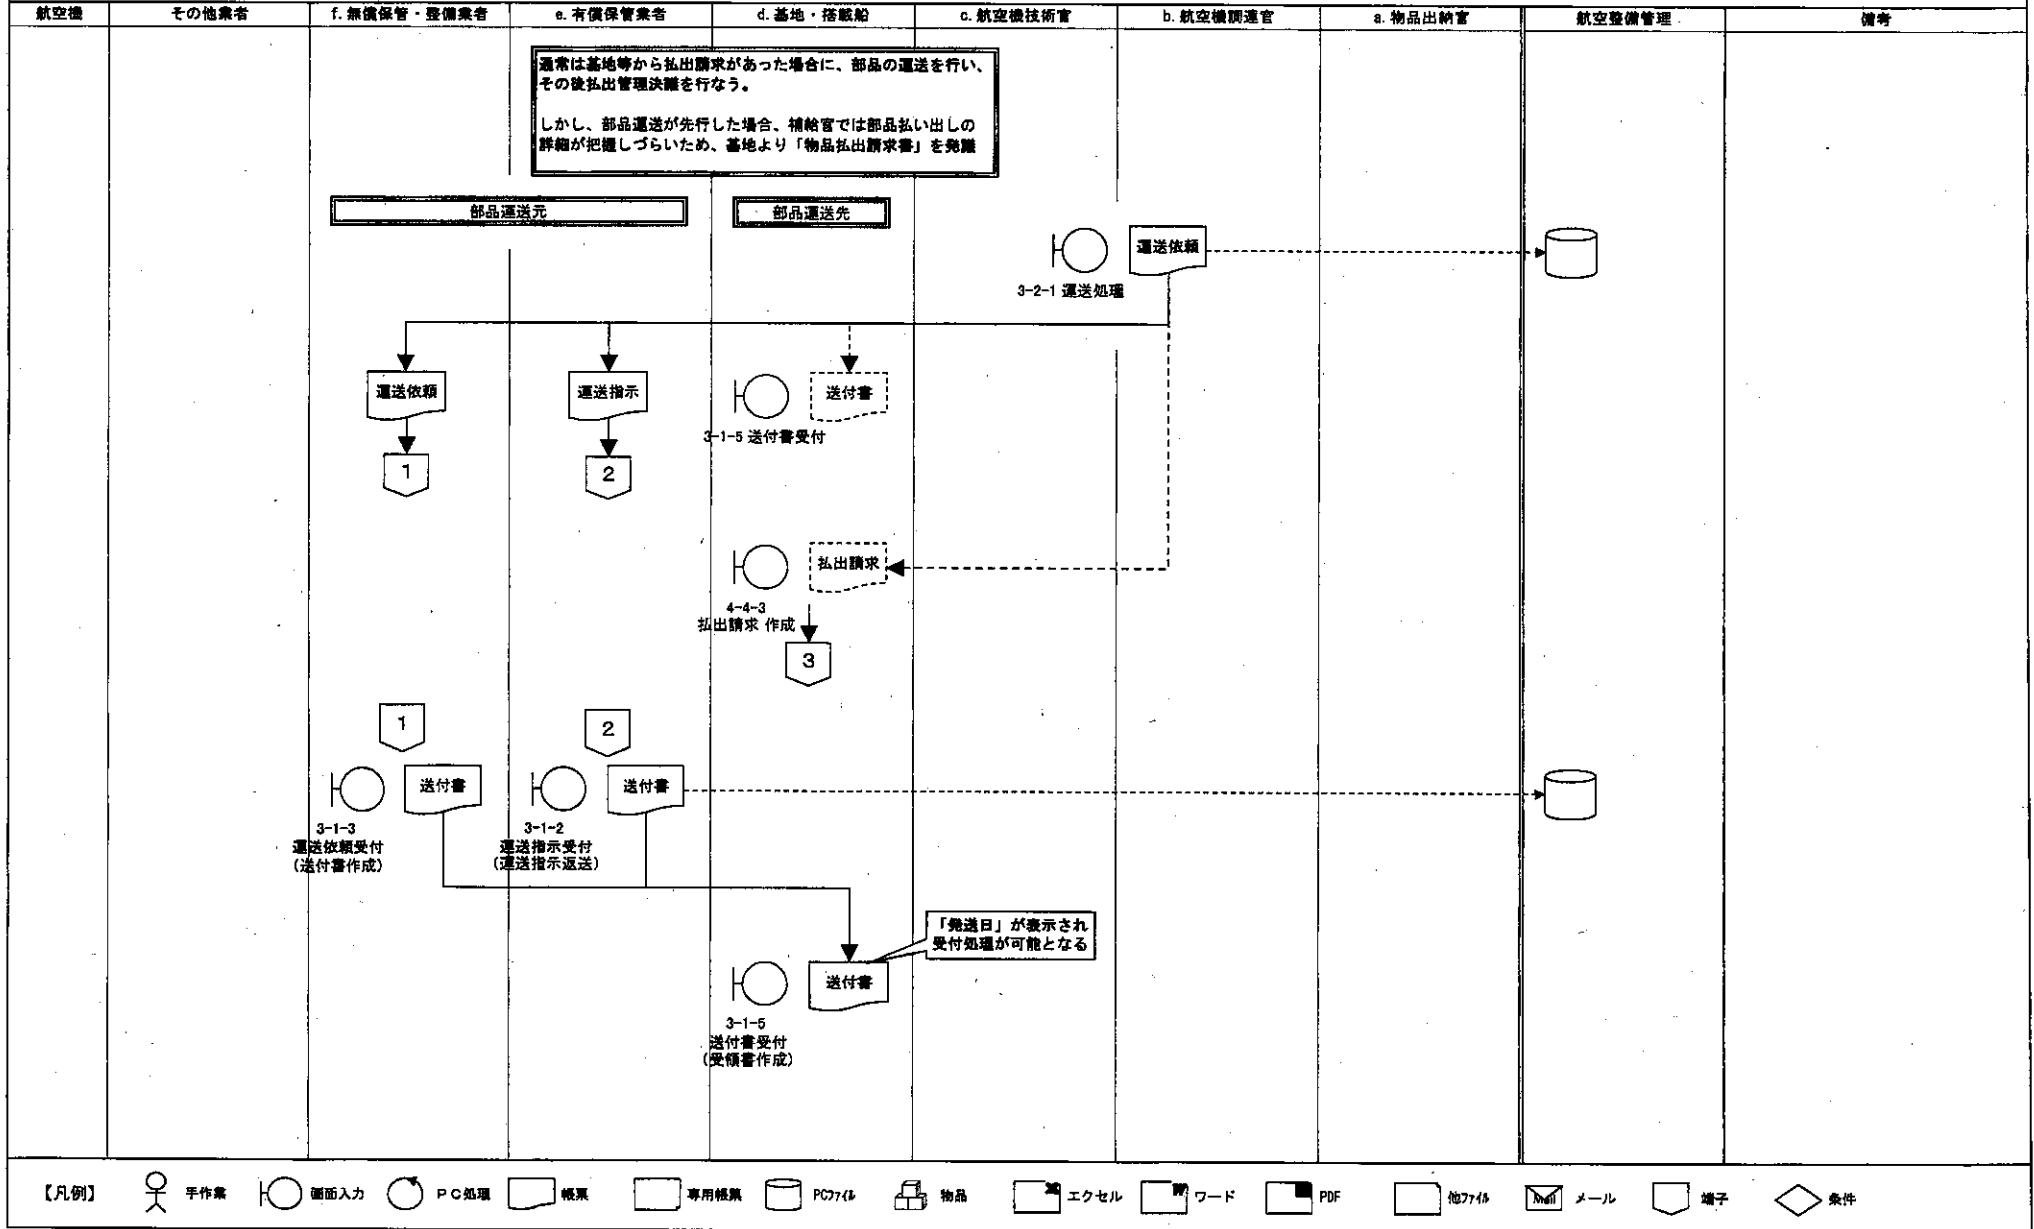 航空機
その他業者
f. 無償保管・整備業者
e. 有償保管業者
d. 基地・搭載船
c. 航空機技術官
b. 航空機調達官
a. 物品出納官
航空整備管理
備考
通常は基地等から払出請求があった場合に、部品の運送を行い、
その後払出管理決議を行なう。
しかし、部品運送が先行した場合、補給官では部品払い出しの
詳細が把握しづらいため、基地より「物品払出請求書」を発議
部品運送元
部品運送先
運送依頼
3-2-1 運送処理
運送依頼
運送指示
送付書
3-1-5 送付書受付
1
2
払出請求
4-4-3
払出請求 作成
3
1
2
送付書
送付書
3-1-3
運送依頼受付
(送付書作成)
3-1-2
運送指示受付
(運送指示返送)
「発送日」が表示され
受付処理が可能となる
送付書
3-1-5
送付書受付
(受領書作成)
【凡例】
手作業
画面入力
PC処理
帳票
専用帳票
PCﾌｧｲﾙ
物品
エクセル
W
ワード
PDF
他ﾌｧｲﾙ
Mail
メール
端子
条件